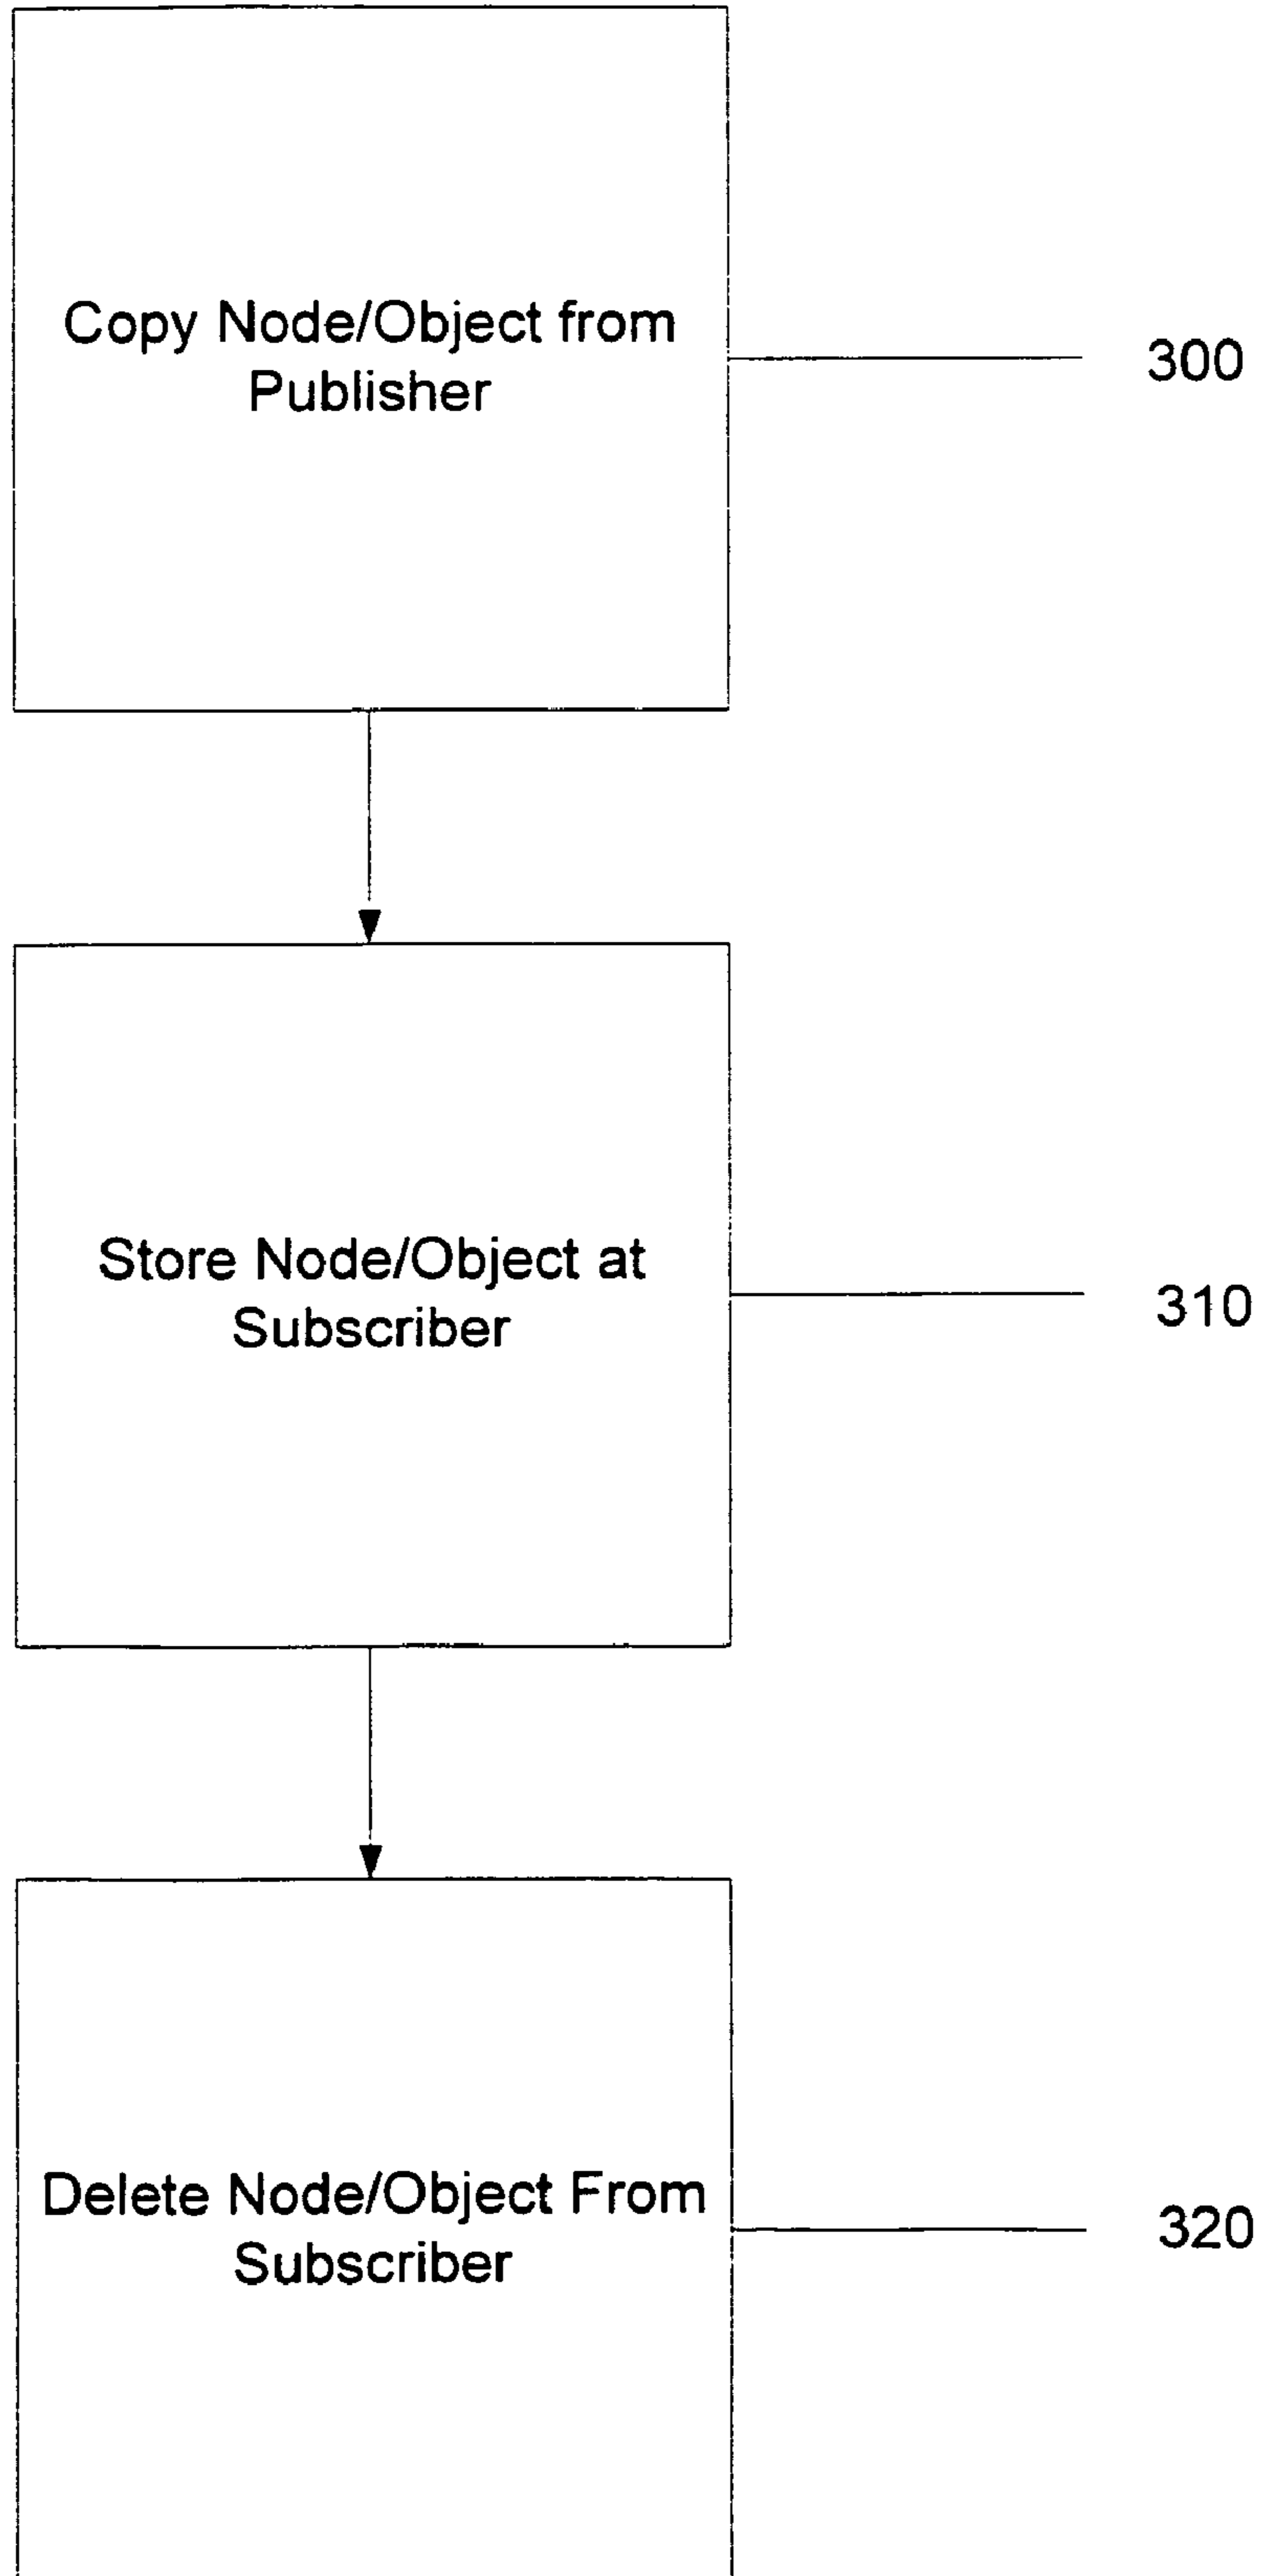 Copy Node/Object from
Publisher
300
Store Node/Object at
Subscriber
310
Delete Node/Object From
Subscriber
320